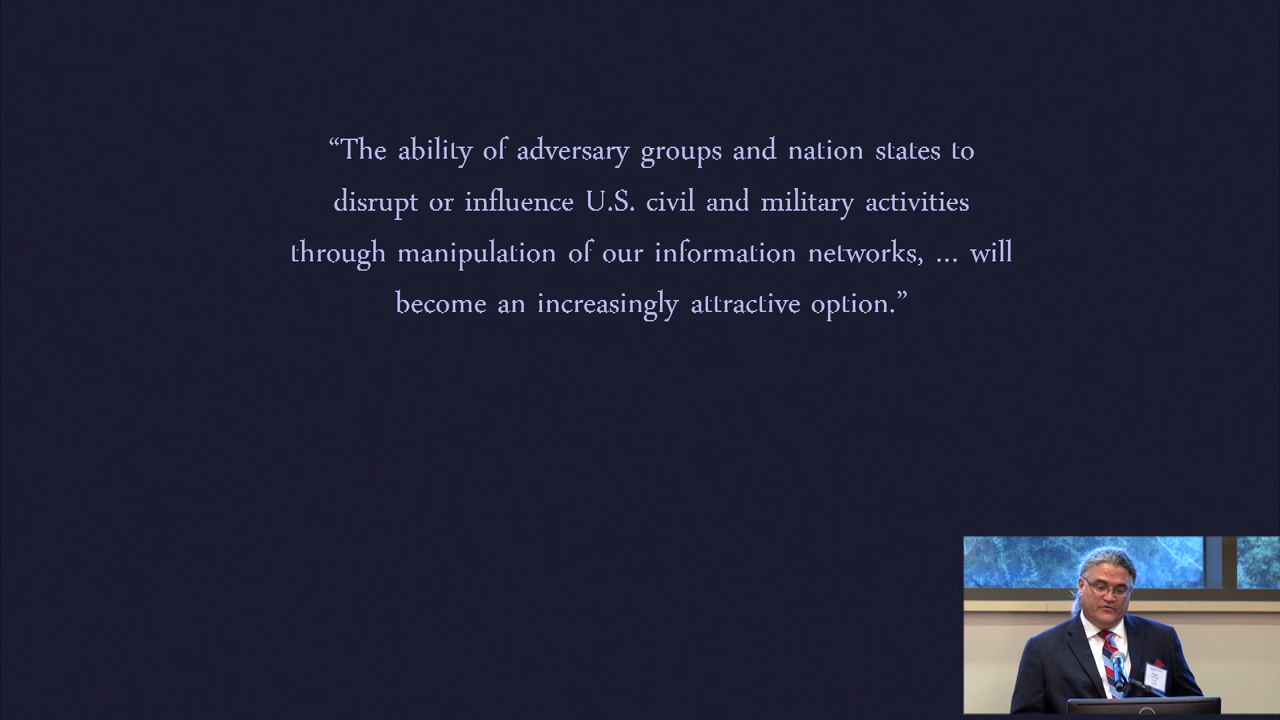 “The ability of adversary groups and nation states to
disrupt or influence U.S. civil and military activities
through manipulation of our information networks, ... will
become an increasingly attractive option.”